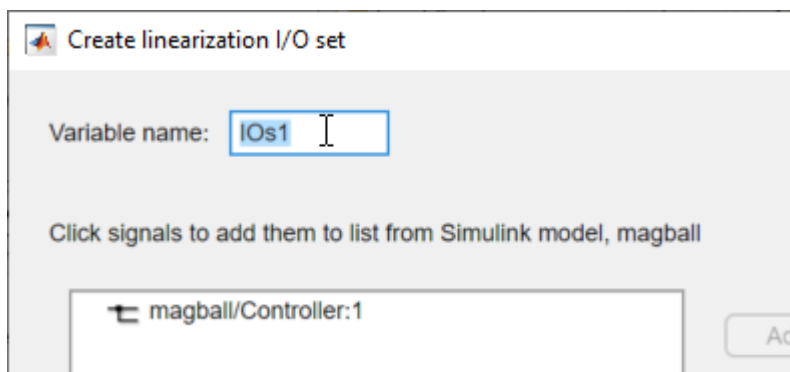 Create linearization I/O set
Variable name: IOs1
Click signals to add them to list from Simulink model, magball
magball/Controller:1